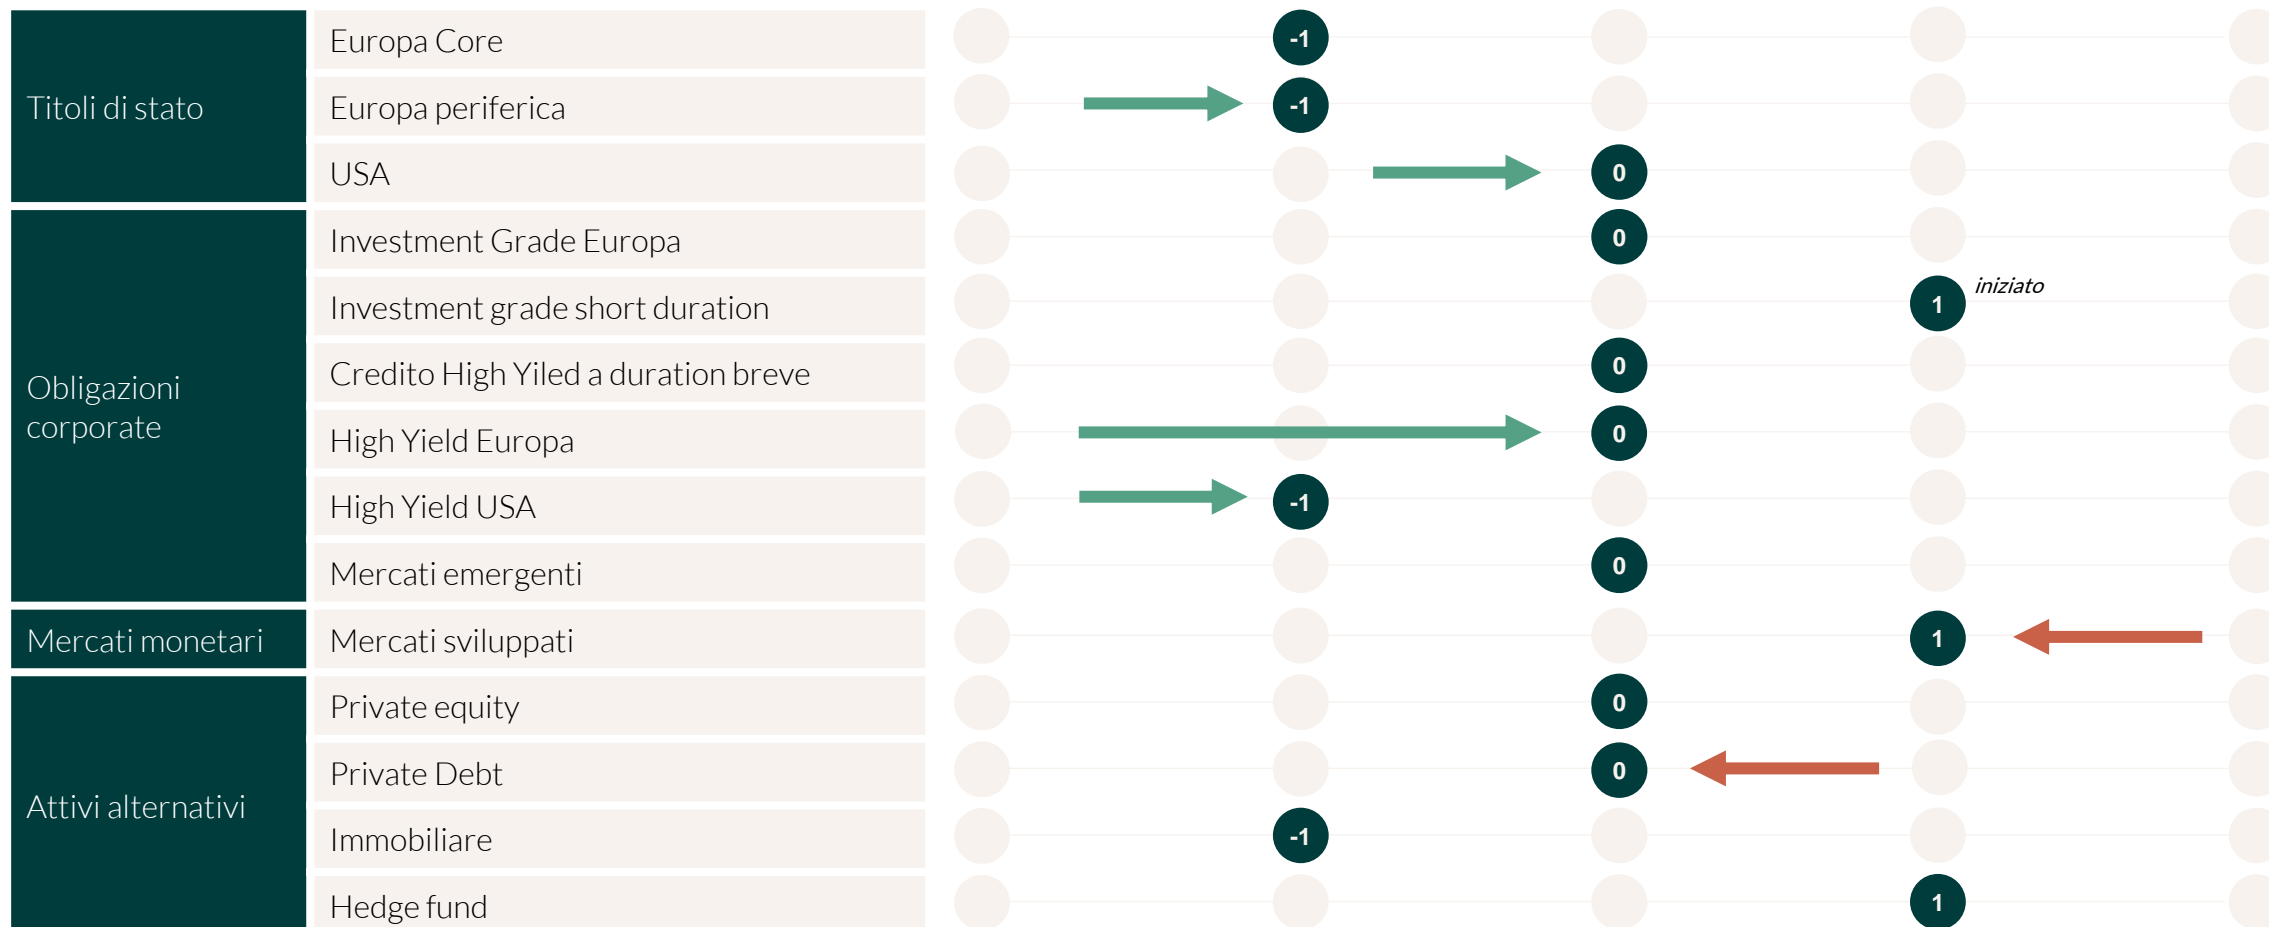 Titoli di stato
Europa Core
-1
Europa periferica
-1
USA
0
Obbligazioni
corporate
Investment Grade Europa
0
Investment grade short duration
1
iniziato
Credito High Yiled a duration breve
0
High Yield Europa
0
High Yield USA
-1
Mercati emergenti
0
Mercati monetari
Mercati sviluppati
1
Attivi alternativi
Private equity
0
Private Debt
0
Immobiliare
-1
Hedge fund
1